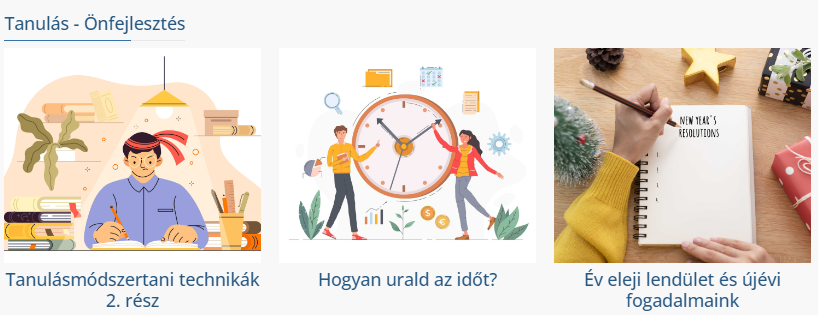 Tanulás - Önfejlesztés
NEW YEAR'S
RESOLUTIONS
Tanulásmódszertani technikák
2. rész
Hogyan urald az időt?
Év eleji lendület és újévi
fogadalmaink